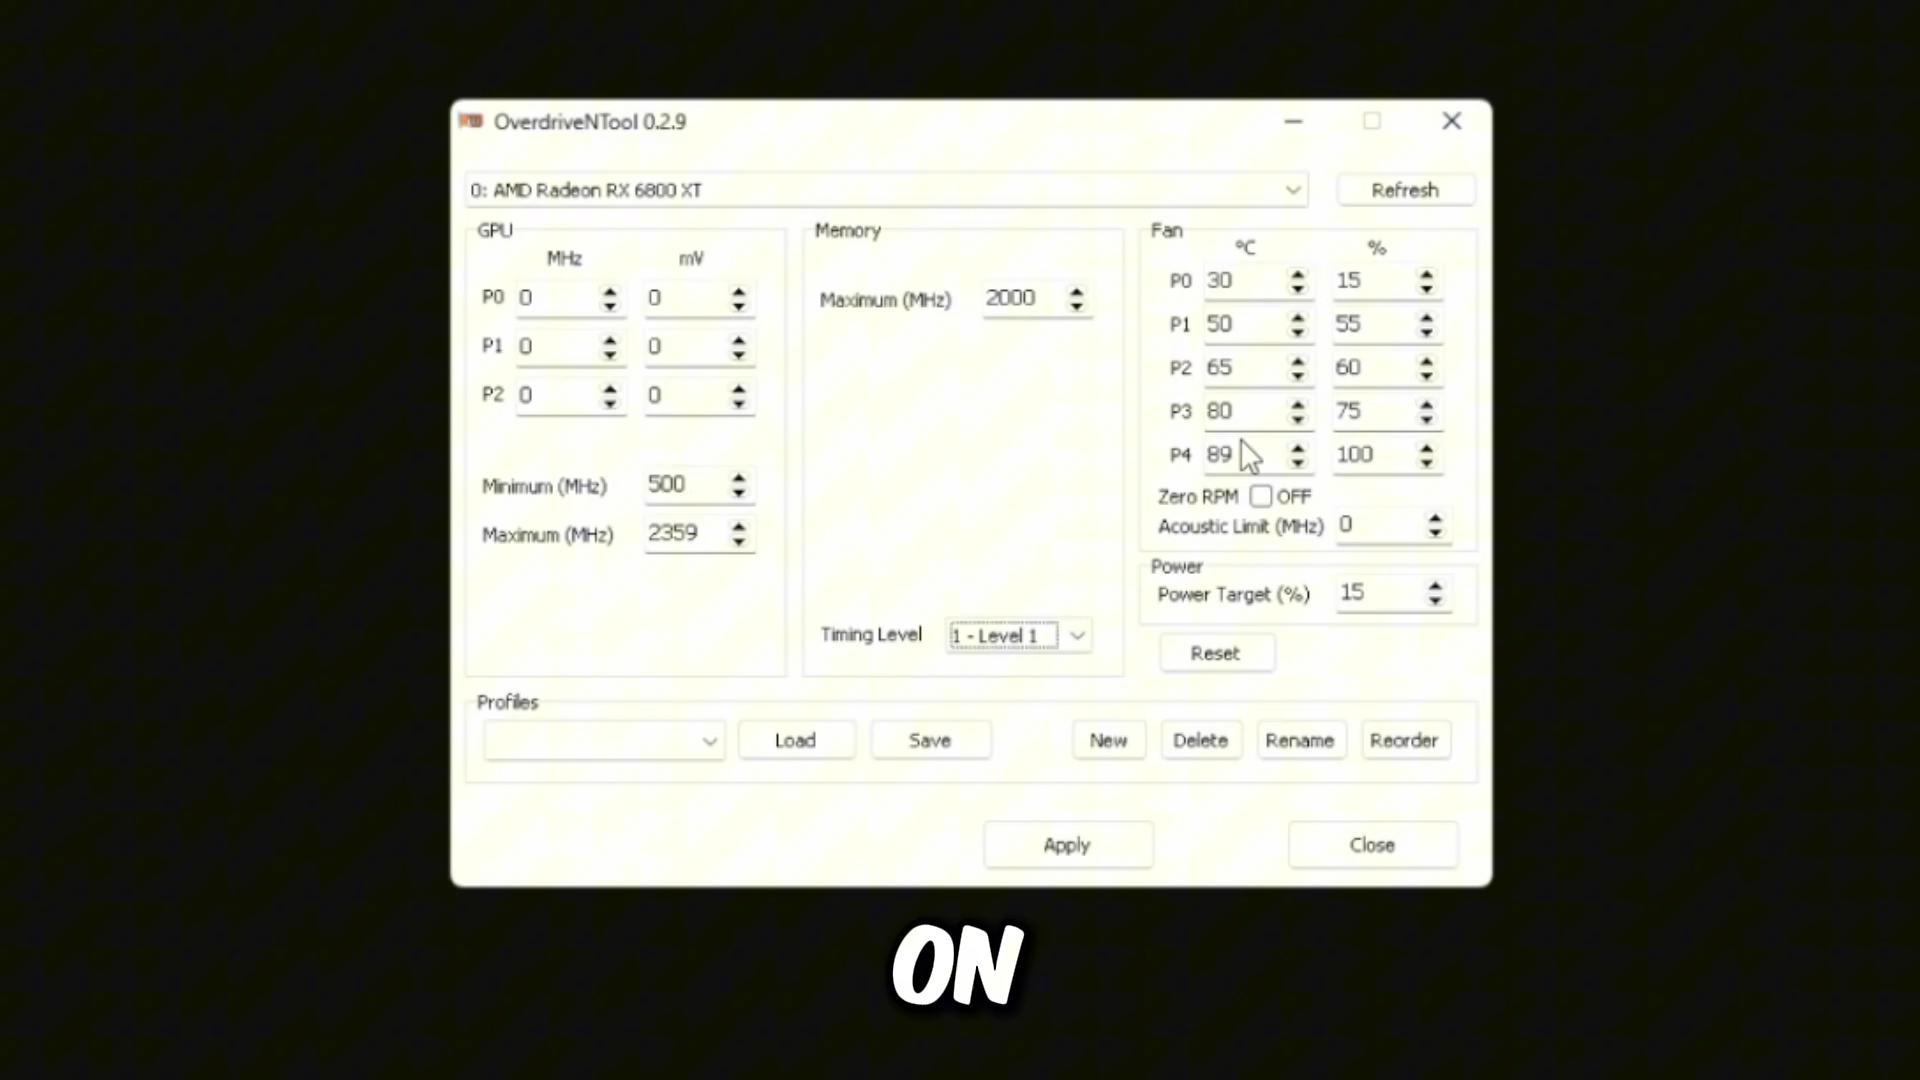 OverdriveNTool 0.2.9
0: AMD Radeon RX 6800 XT
Refresh
GPU
MHz mV
P0 0 0
P1 0 0
P2 0 0
Minimum (MHz) 500
Maximum (MHz) 2359
Memory
Maximum (MHz) 2000
Timing Level 1 - Level 1
Fan
°C %
P0 30 15
P1 50 55
P2 65 60
P3 80 75
P4 89 100
Zero RPM OFF
Acoustic Limit (MHz) 0
Power
Power Target (%) 15
Reset
Profiles
Load Save New Delete Rename Reorder
Apply Close
ON